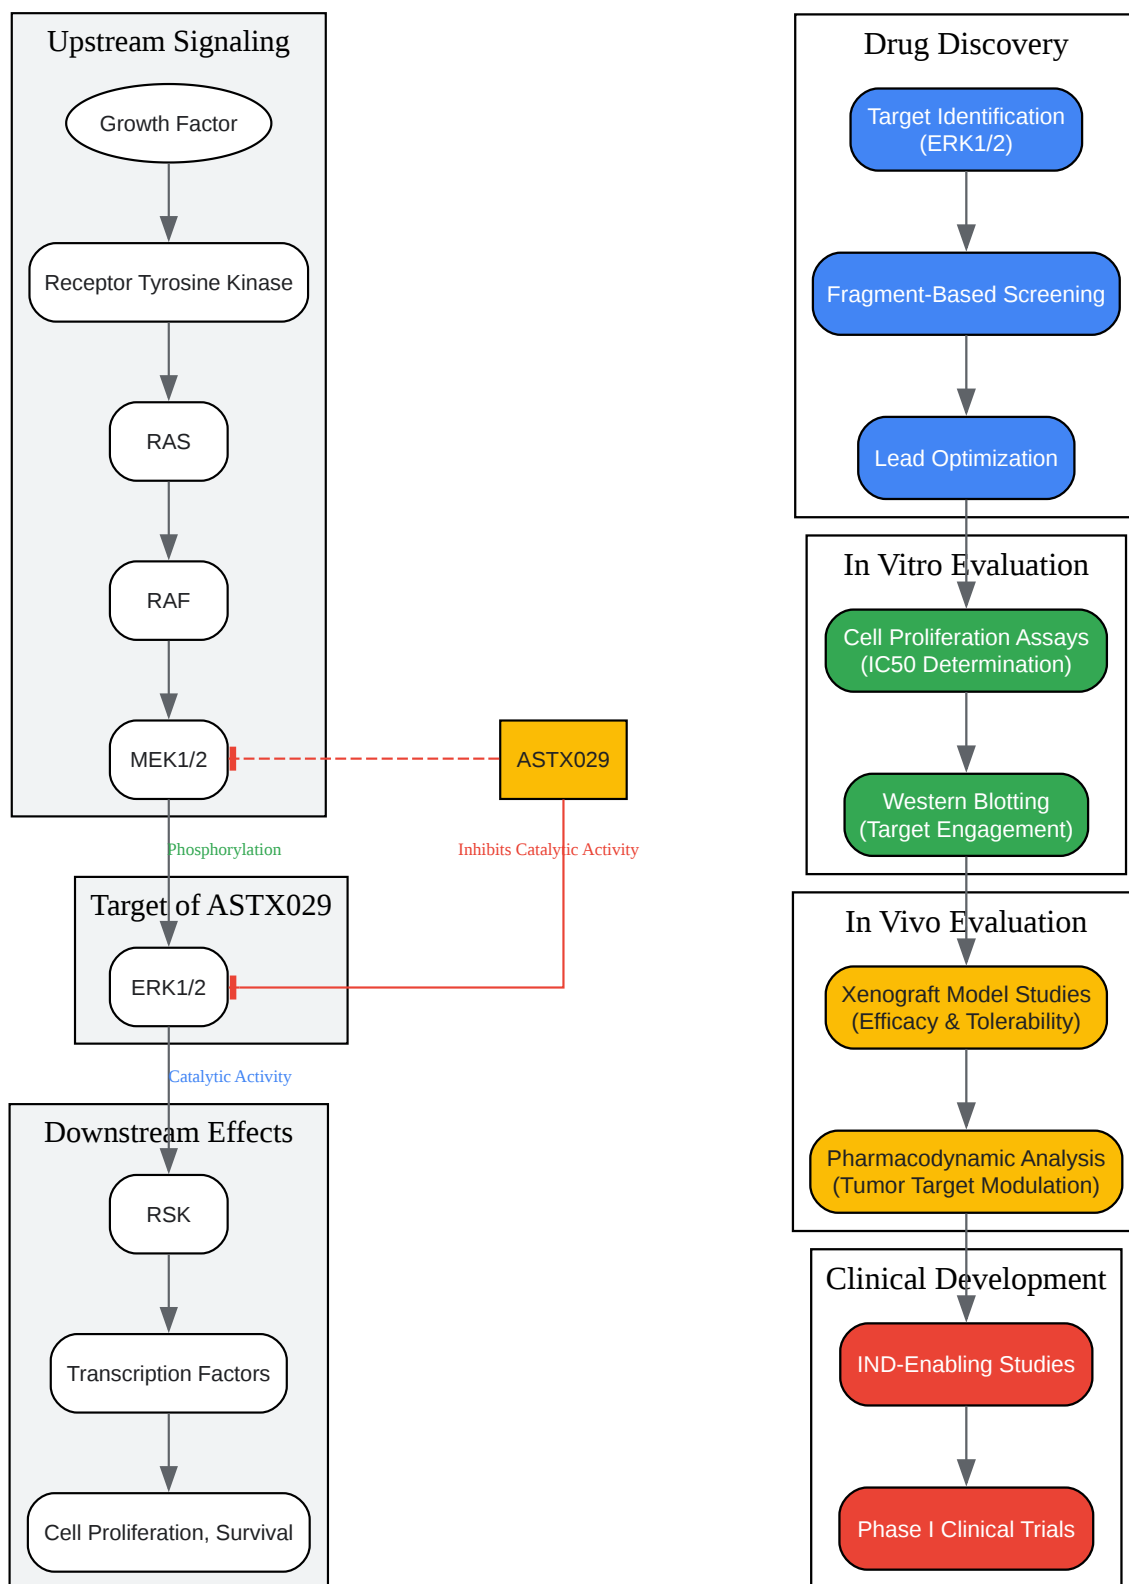 Upstream Signaling
Growth Factor
Receptor Tyrosine Kinase
RAS
RAF
MEK1/2
ASTX029
Phosphorylation
Inhibits Catalytic Activity
Target of ASTX029
ERK1/2
Catalytic Activity
Downstream Effects
RSK
Transcription Factors
Cell Proliferation, Survival
Drug Discovery
Target Identification
(ERK1/2)
Fragment-Based Screening
Lead Optimization
In Vitro Evaluation
Cell Proliferation Assays
(IC50 Determination)
Western Blotting
(Target Engagement)
In Vivo Evaluation
Xenograft Model Studies
(Efficacy & Tolerability)
Pharmacodynamic Analysis
(Tumor Target Modulation)
Clinical Development
IND-Enabling Studies
Phase I Clinical Trials